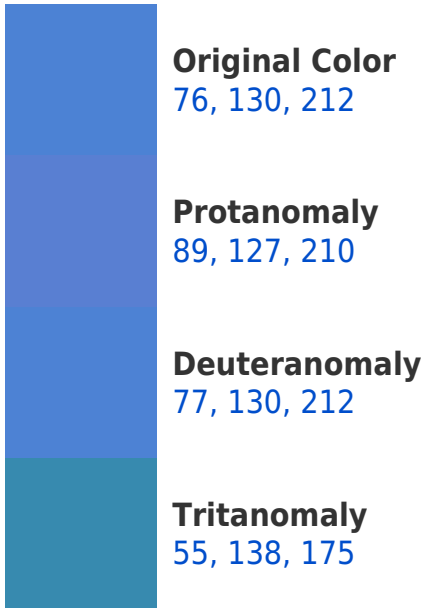 Original Color
76, 130, 212
Protanomaly
89, 127, 210
Deuteranomaly
77, 130, 212
Tritanomaly
55, 138, 175